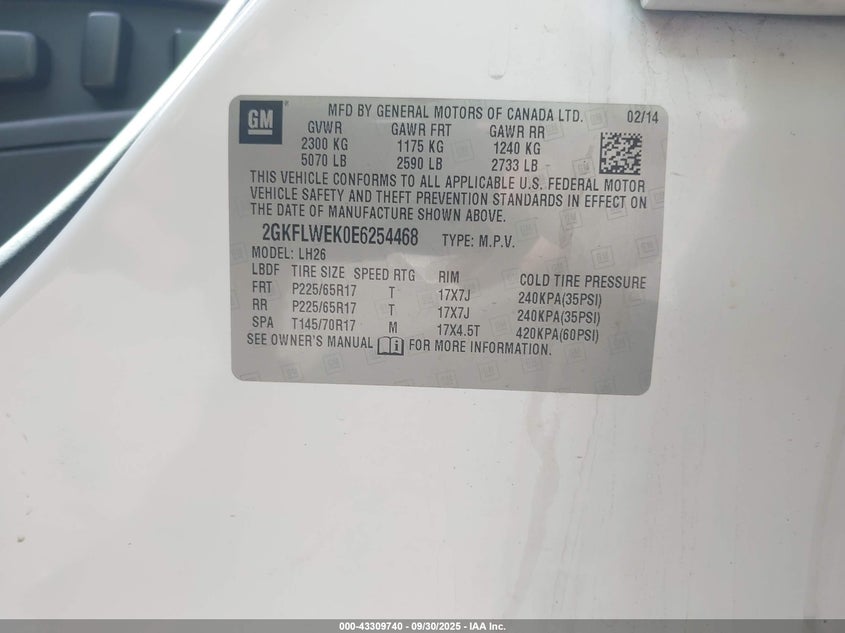 GM
MFD BY GENERAL MOTORS OF CANADA LTD. 02/14
GVWR GAWR FRT GAWR RR
2300 KG 1175 KG 1240 KG
5070 LB 2590 LB 2733 LB
THIS VEHICLE CONFORMS TO ALL APPLICABLE U.S. FEDERAL MOTOR
VEHICLE SAFETY AND THEFT PREVENTION STANDARDS IN EFFECT ON
THE DATE OF MANUFACTURE SHOWN ABOVE.
2GKFLWEK0E6254468 TYPE: M.P.V.
MODEL: LH26
LBDF TIRE SIZE SPEED RTG RIM COLD TIRE PRESSURE
FRT P225/65R17 T 17X7J 240KPA(35PSI)
RR P225/65R17 T 17X7J 240KPA(35PSI)
SPA T145/70R17 M 17X4.5T 420KPA(60PSI)
SEE OWNER'S MANUAL FOR MORE INFORMATION.
000-43309740 - 09/30/2025 - IAA Inc.